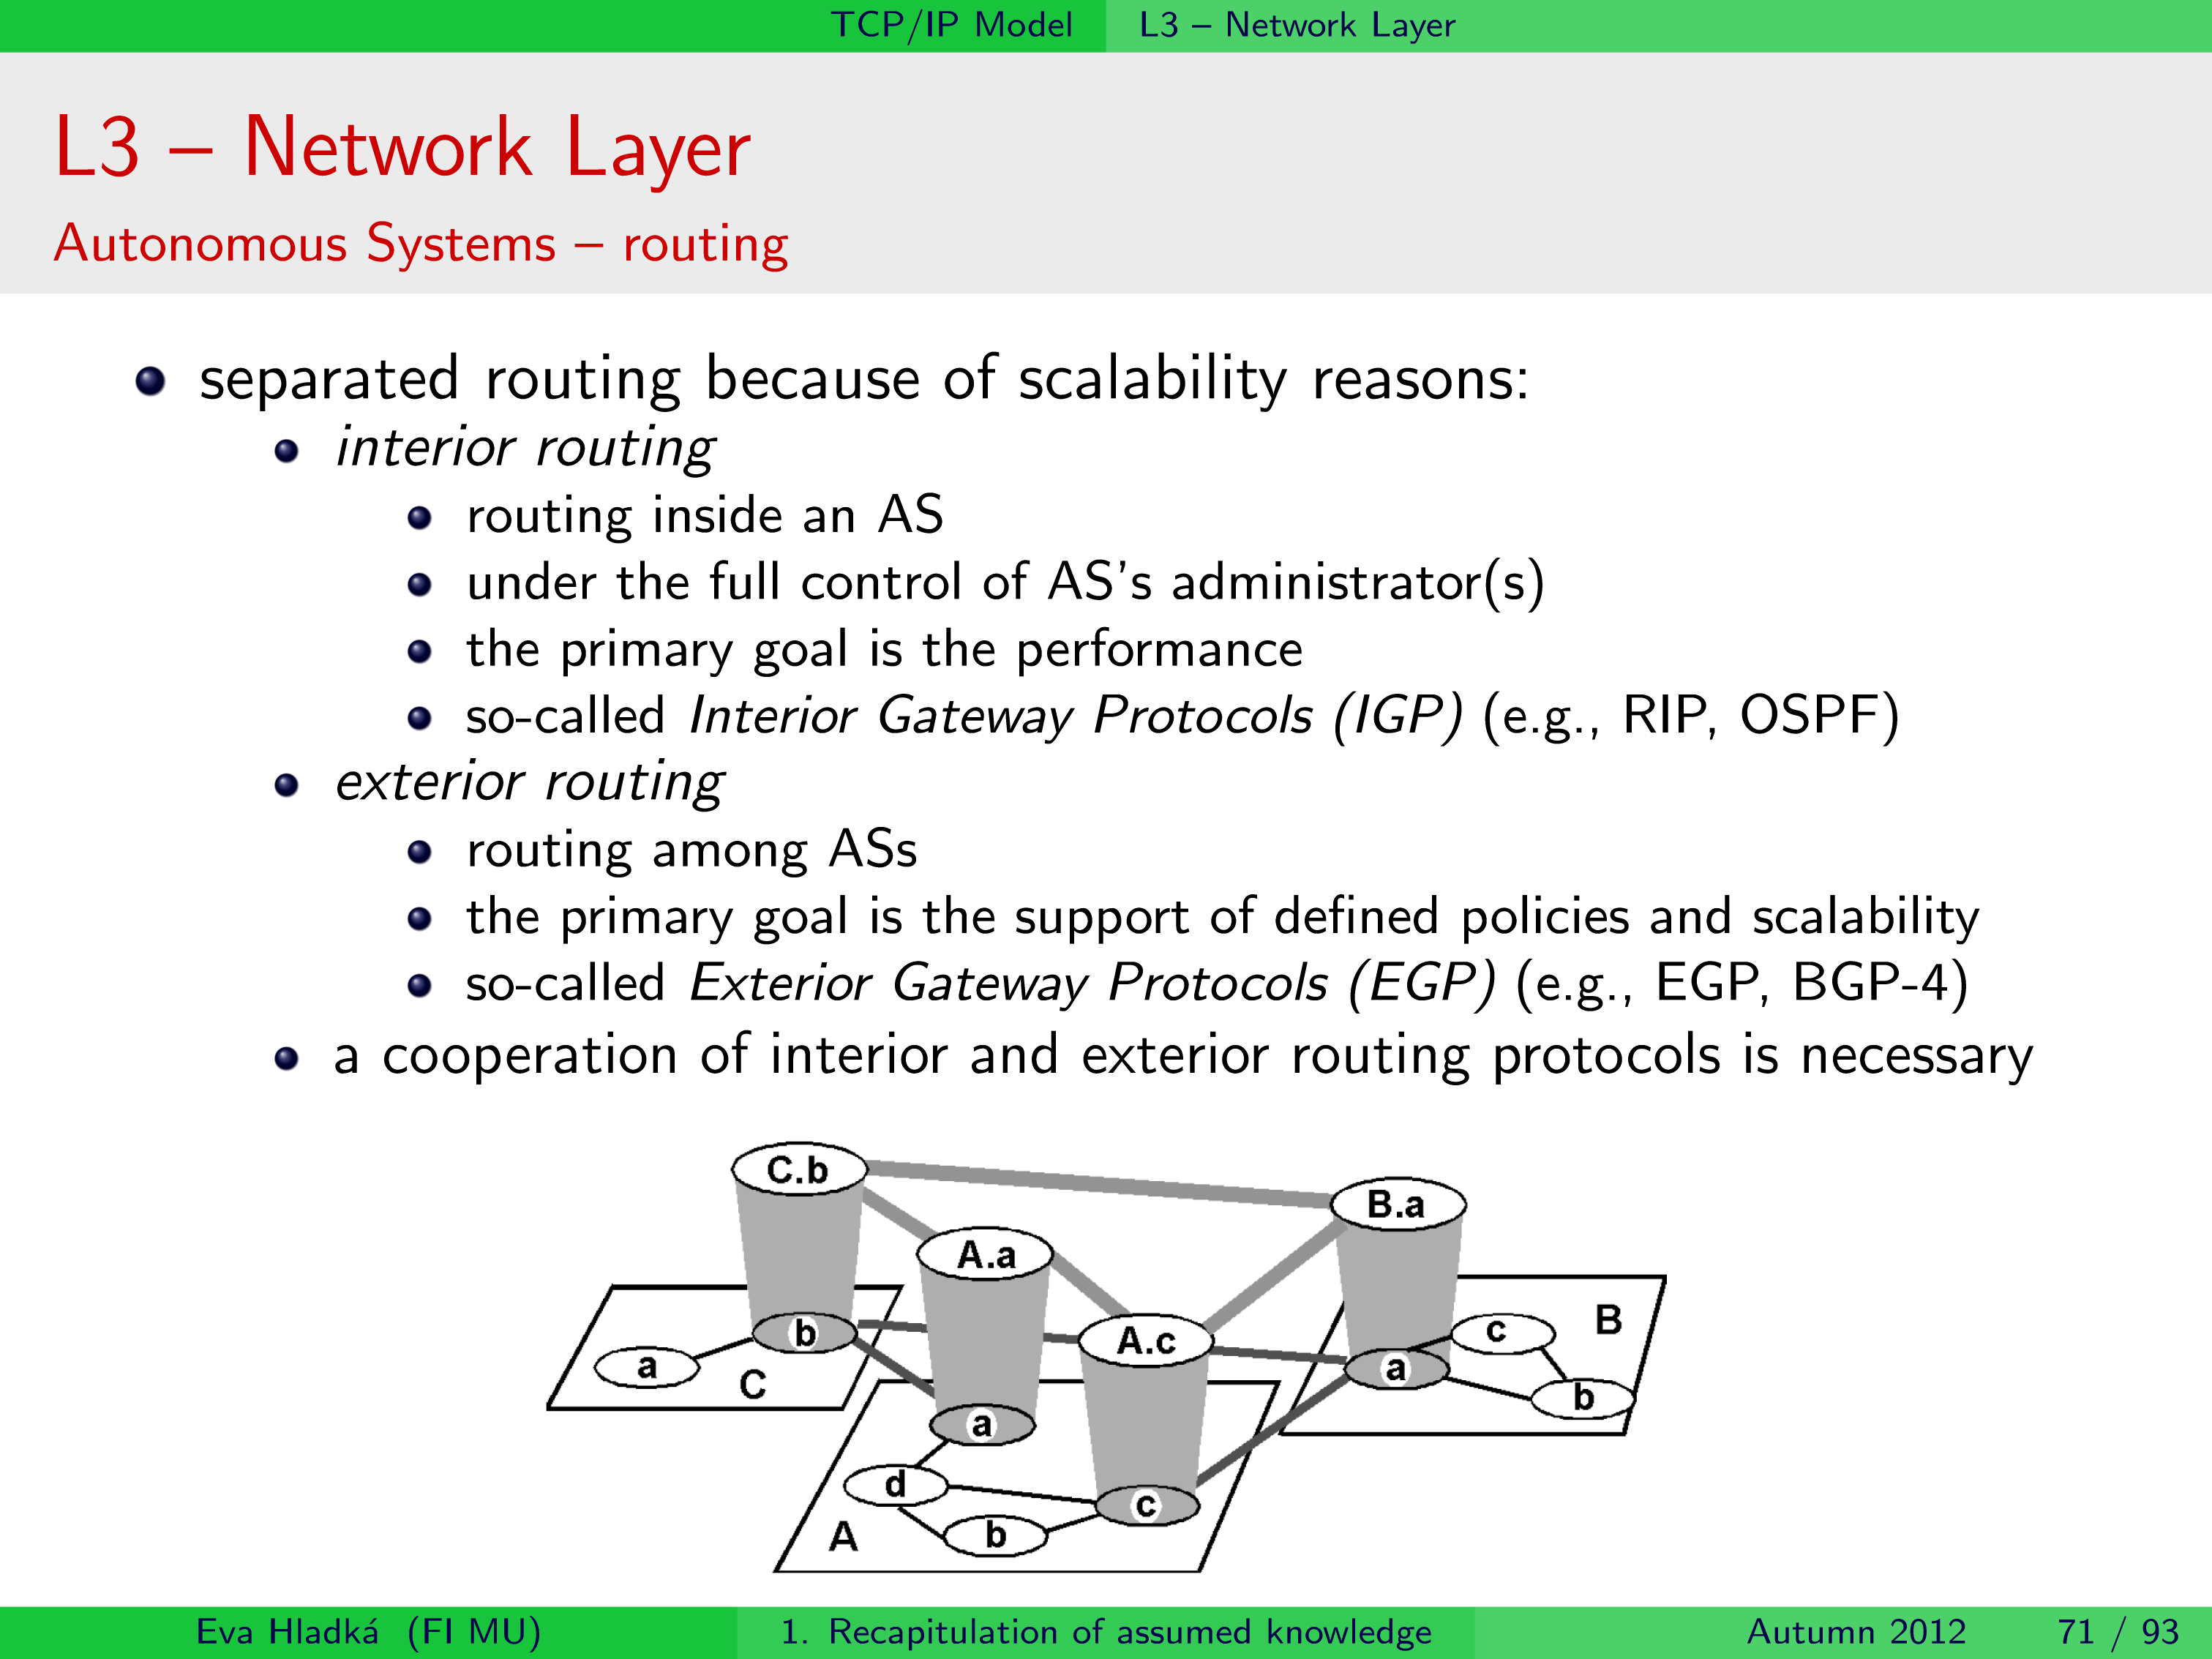 TCP/IP Model L3 – Network Layer
L3 – Network Layer
Autonomous Systems – routing
separated routing because of scalability reasons:
interior routing
routing inside an AS
under the full control of AS's administrator(s)
the primary goal is the performance
so-called Interior Gateway Protocols (IGP) (e.g., RIP, OSPF)
exterior routing
routing among ASs
the primary goal is the support of defined policies and scalability
so-called Exterior Gateway Protocols (EGP) (e.g., EGP, BGP-4)
a cooperation of interior and exterior routing protocols is necessary
C.b
B.a
A.a
A.c
b
a
C
c
B
a
b
a
d
c
b
A
Eva Hladká (FI MU) 1. Recapitulation of assumed knowledge Autumn 2012 71 / 93